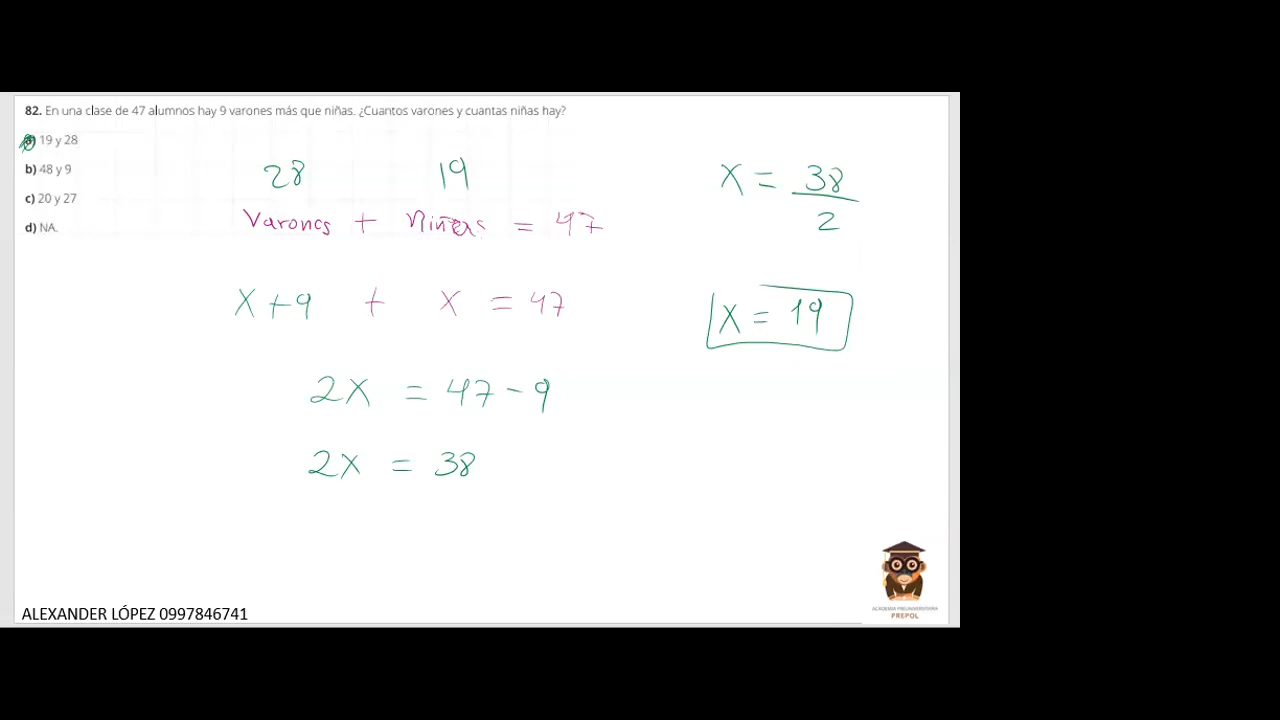 82. En una clase de 47 alumnos hay 9 varones más que niñas. ¿Cuantos varones y cuantas niñas hay?
a) 19 y 28
b) 48 y 9
c) 20 y 27
d) NA.
28 19
Varones + Niñas = 47
x + 9 + x = 47
2x = 47 - 9
2x = 38
x = 38
2
x = 19
ACADEMIA PREUNIVERSITARIA
PREPOL
ALEXANDER LÓPEZ 0997846741